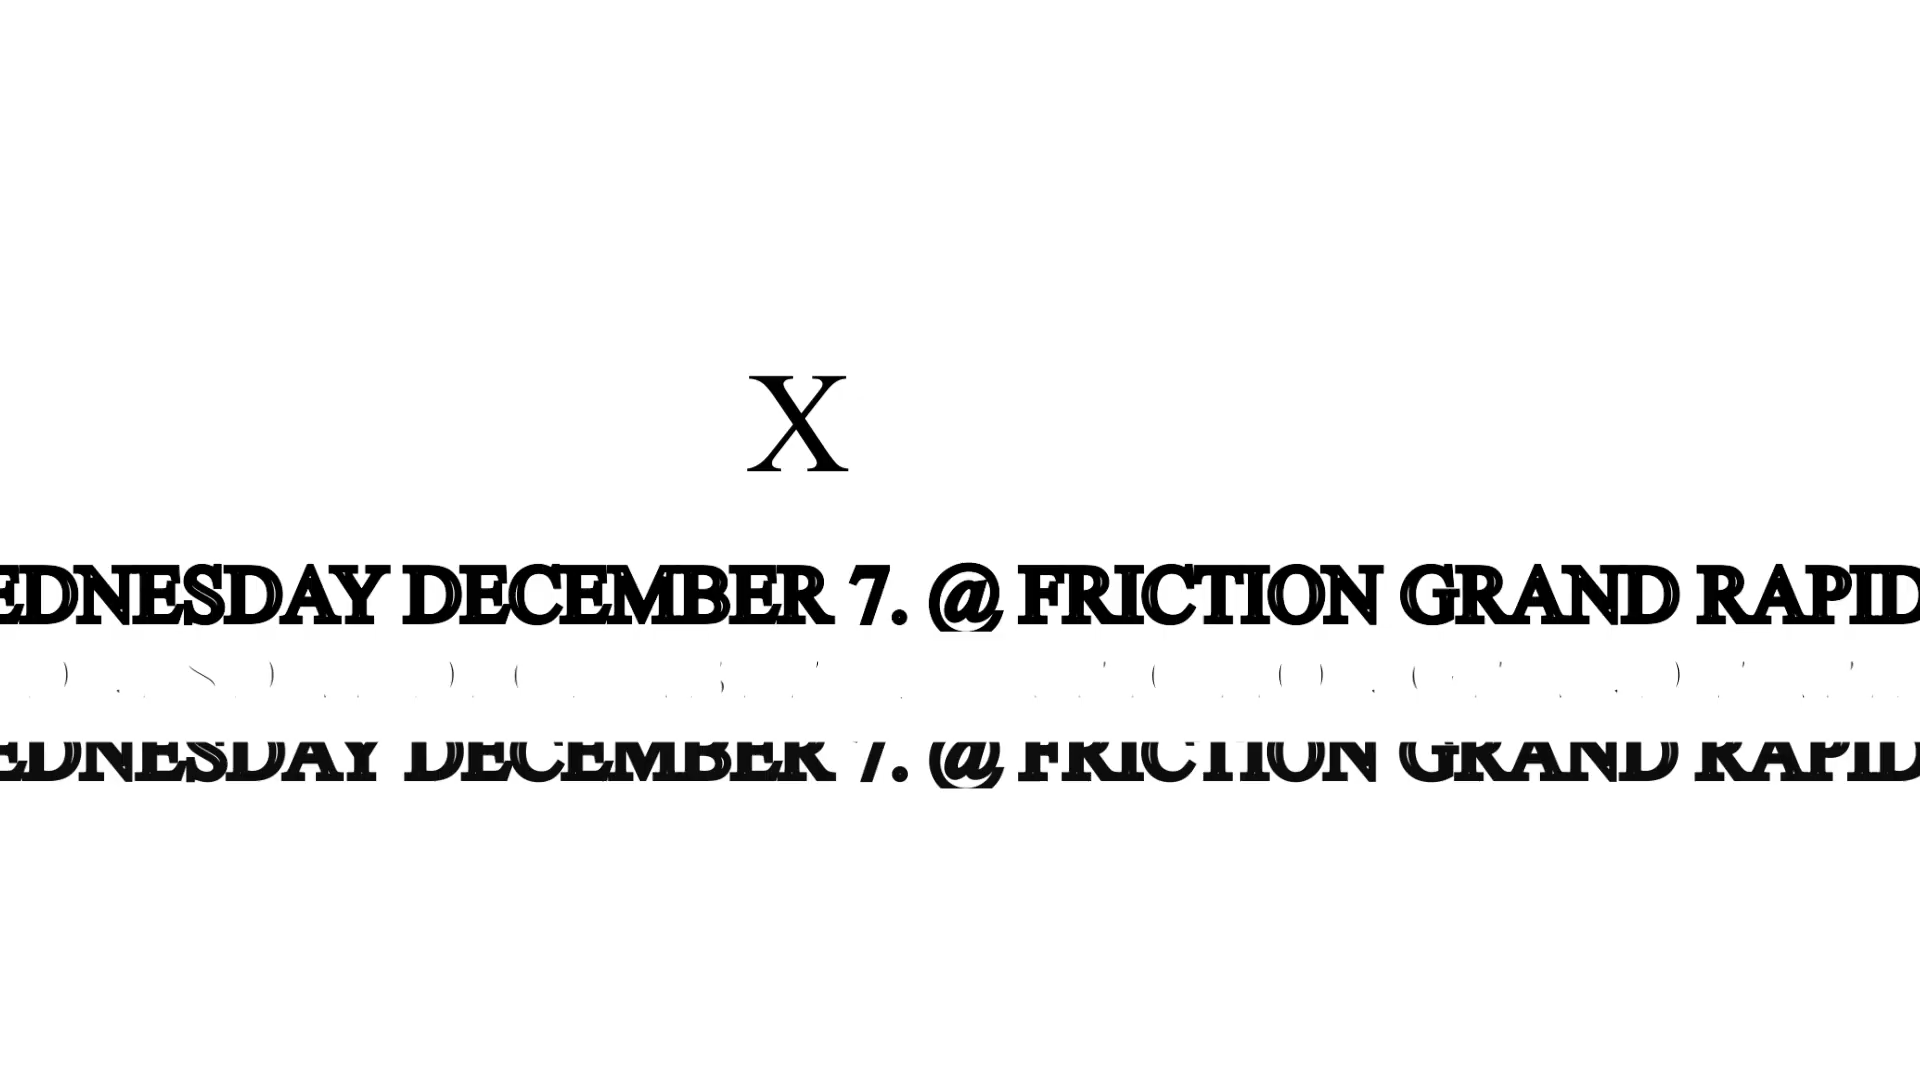 X
EDNESDAY DECEMBER 7. @ FRICTION GRAND RAPID
EDNESDAY DECEMBER 7. @ FRICTION GRAND RAPID